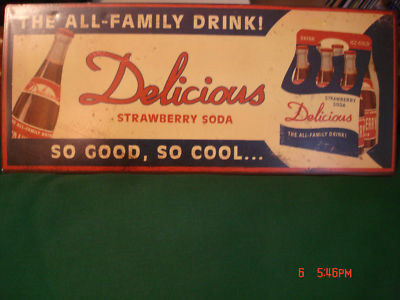 THE ALL-FAMILY DRINK!
Delicious
STRAWBERRY SODA
SO GOOD, SO COOL...
STRAWBERRY
SODA
Delicious
THE ALL-FAMILY DRINK!
6 5:46PM